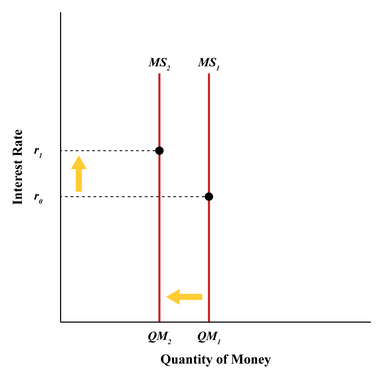 MS₂ MS₁
r₁
Interest Rate
r₀
QM₂ QM₁
Quantity of Money